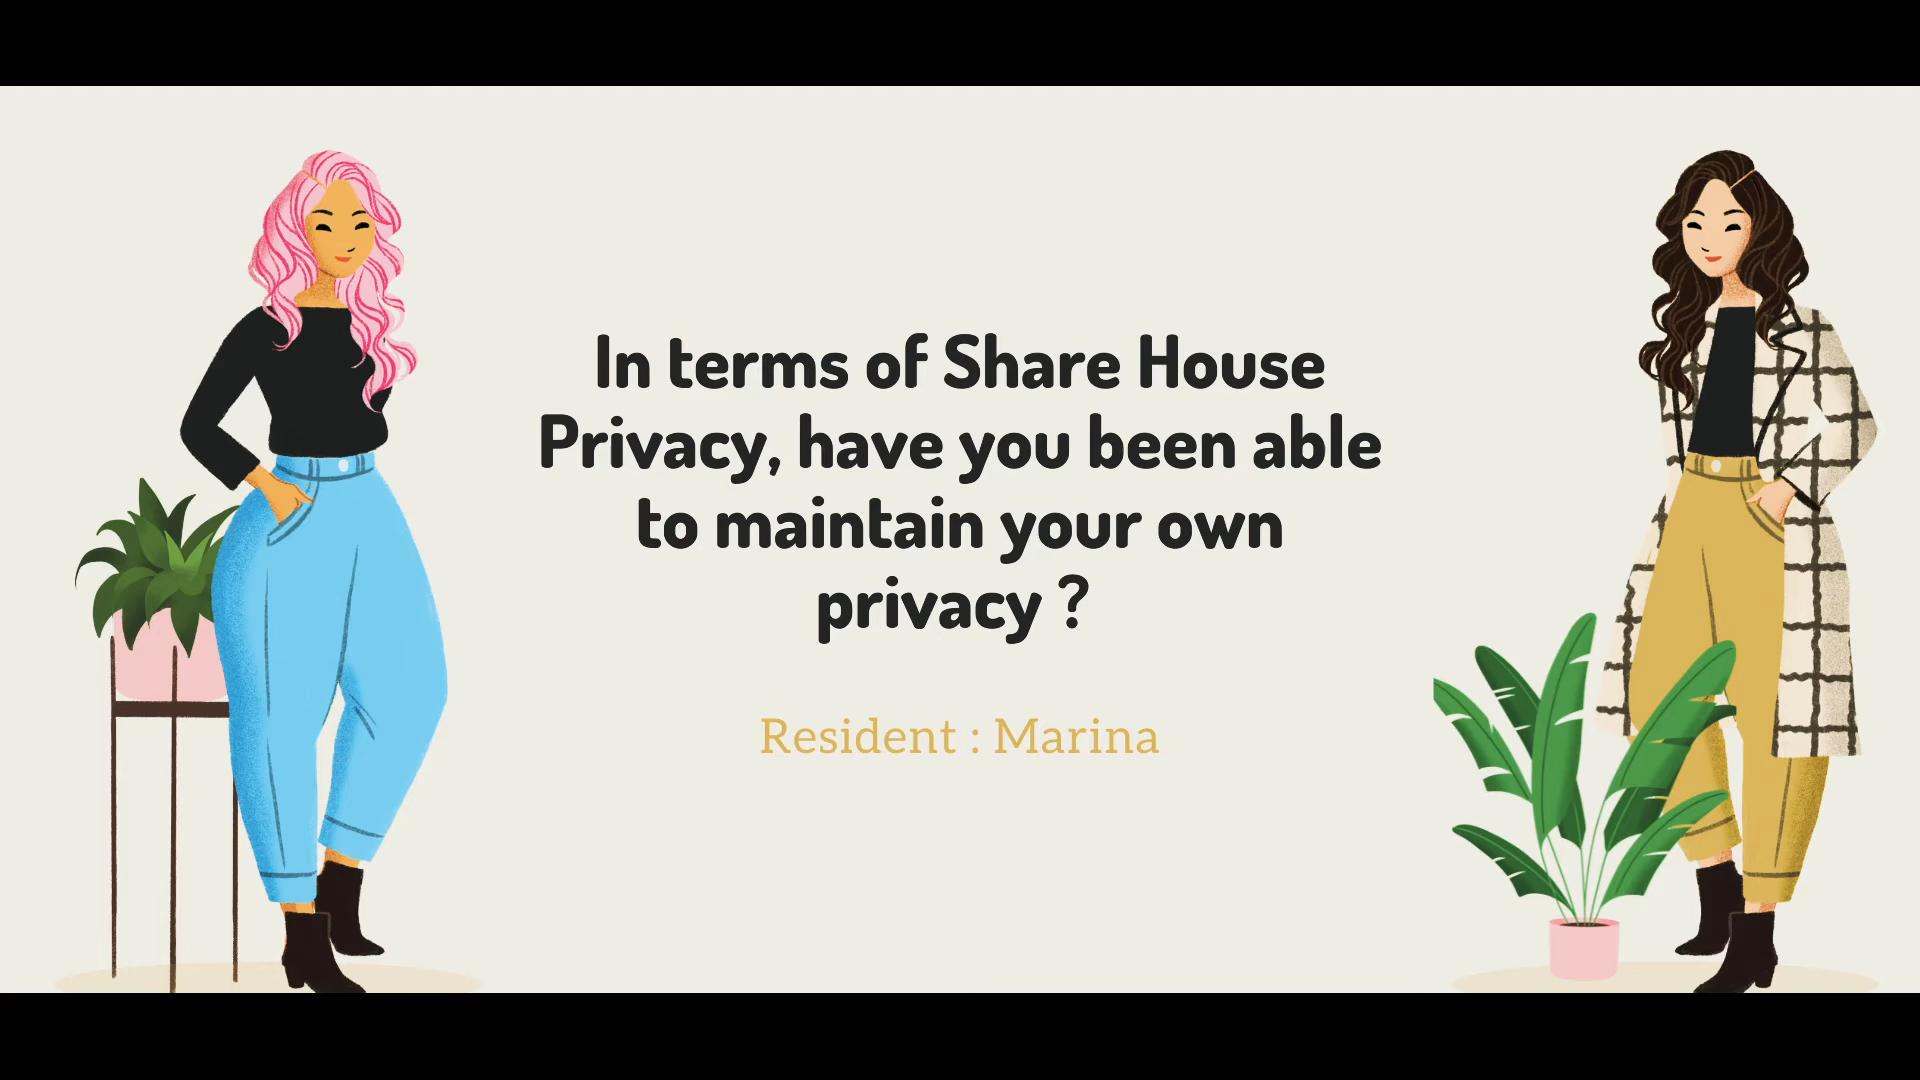 In terms of Share House
Privacy, have you been able
to maintain your own
privacy ?
Resident : Marina